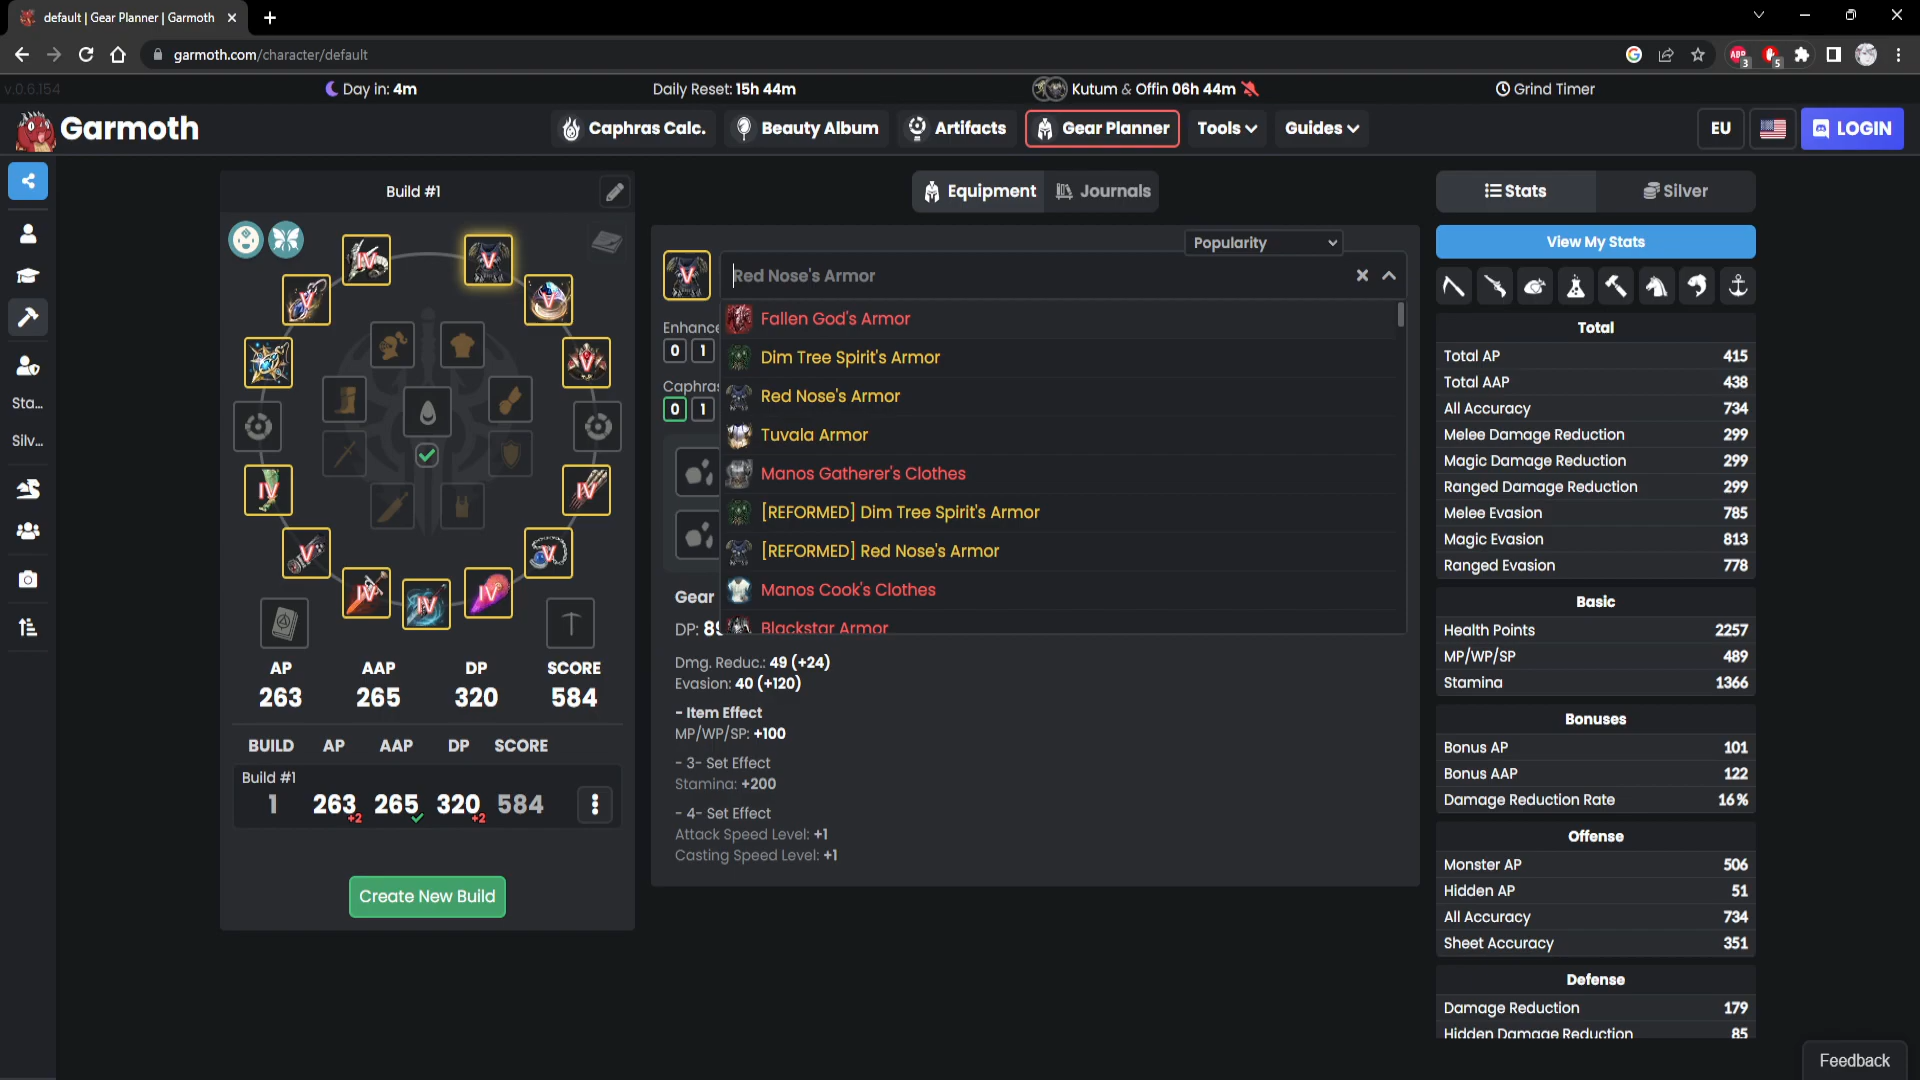 default | Gear Planner | Garmoth
garmoth.com/character/default
v.0.6.154
Day in: 4m
Daily Reset: 15h 44m
Kutum & Offin 06h 44m
Grind Timer
Garmoth
Caphras Calc.
Beauty Album
Artifacts
Gear Planner
Tools
Guides
EU
LOGIN
Build #1
Equipment
Journals
Stats
Silver
Popularity
View My Stats
Red Nose's Armor
Fallen God's Armor
Dim Tree Spirit's Armor
Red Nose's Armor
Tuvala Armor
Manos Gatherer's Clothes
[REFORMED] Dim Tree Spirit's Armor
[REFORMED] Red Nose's Armor
Manos Cook's Clothes
Blackstar Armor
Enhance
0 1
Caphras
0 1
Gear
DP: 89
Dmg. Reduc.: 49 (+24)
Evasion: 40 (+120)
- Item Effect
MP/WP/SP: +100
- 3- Set Effect
Stamina: +200
- 4- Set Effect
Attack Speed Level: +1
Casting Speed Level: +1
Sta...
Silv...
IV
V
V
V
V
IV
IV
V
V
IV
IV
IV
AP AAP DP SCORE
263 265 320 584
BUILD AP AAP DP SCORE
Build #1
1 263 +2 265 320 +2 584
Create New Build
Total
Total AP 415
Total AAP 438
All Accuracy 734
Melee Damage Reduction 299
Magic Damage Reduction 299
Ranged Damage Reduction 299
Melee Evasion 785
Magic Evasion 813
Ranged Evasion 778
Basic
Health Points 2257
MP/WP/SP 489
Stamina 1366
Bonuses
Bonus AP 101
Bonus AAP 122
Damage Reduction Rate 16%
Offense
Monster AP 506
Hidden AP 51
All Accuracy 734
Sheet Accuracy 351
Defense
Damage Reduction 179
Hidden Damage Reduction 85
Feedback